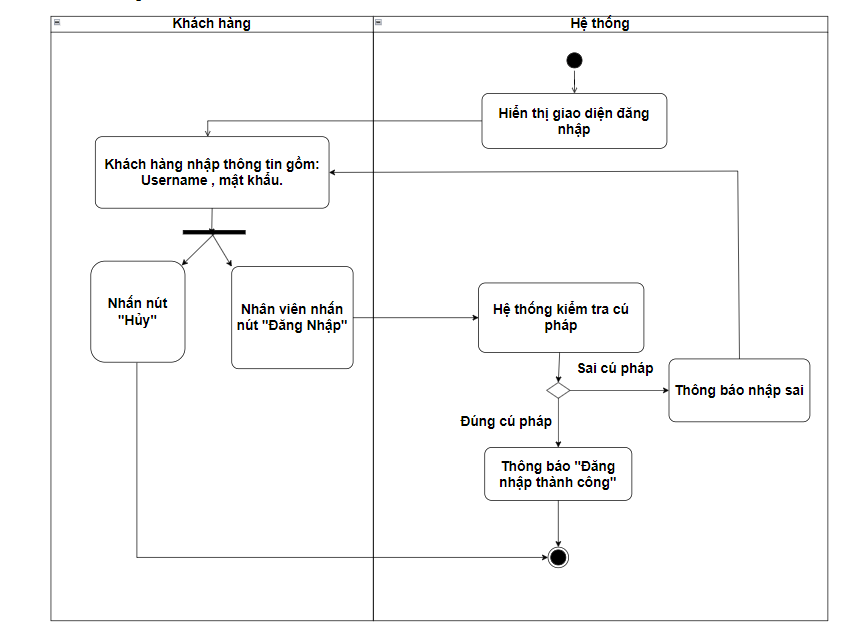 Khách hàng
Hệ thống
Hiển thị giao diện đăng
nhập
Khách hàng nhập thông tin gồm:
Username , mật khẩu.
Nhấn nút
"Hủy"
Nhân viên nhấn
nút "Đăng Nhập"
Hệ thống kiểm tra cú
pháp
Sai cú pháp
Thông báo nhập sai
Đúng cú pháp
Thông báo "Đăng
nhập thành công"